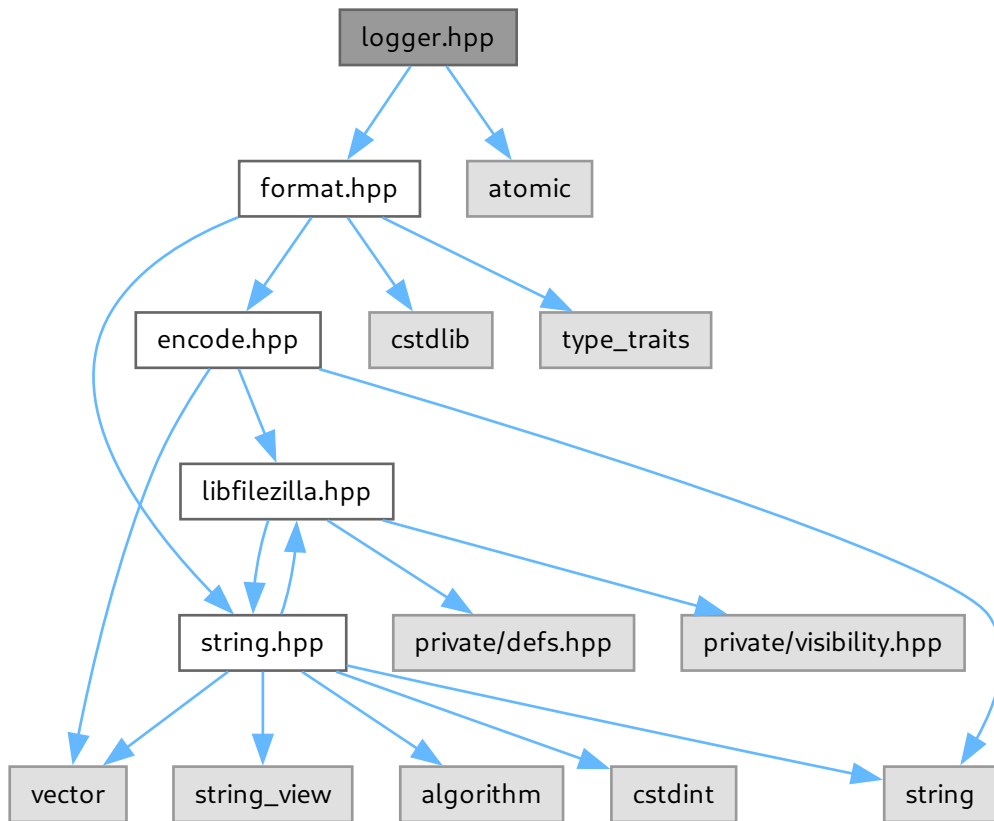 logger.hpp
format.hpp
atomic
encode.hpp
cstdlib
type_traits
libfilezilla.hpp
string.hpp
private/defs.hpp
private/visibility.hpp
vector
string_view
algorithm
cstdint
string